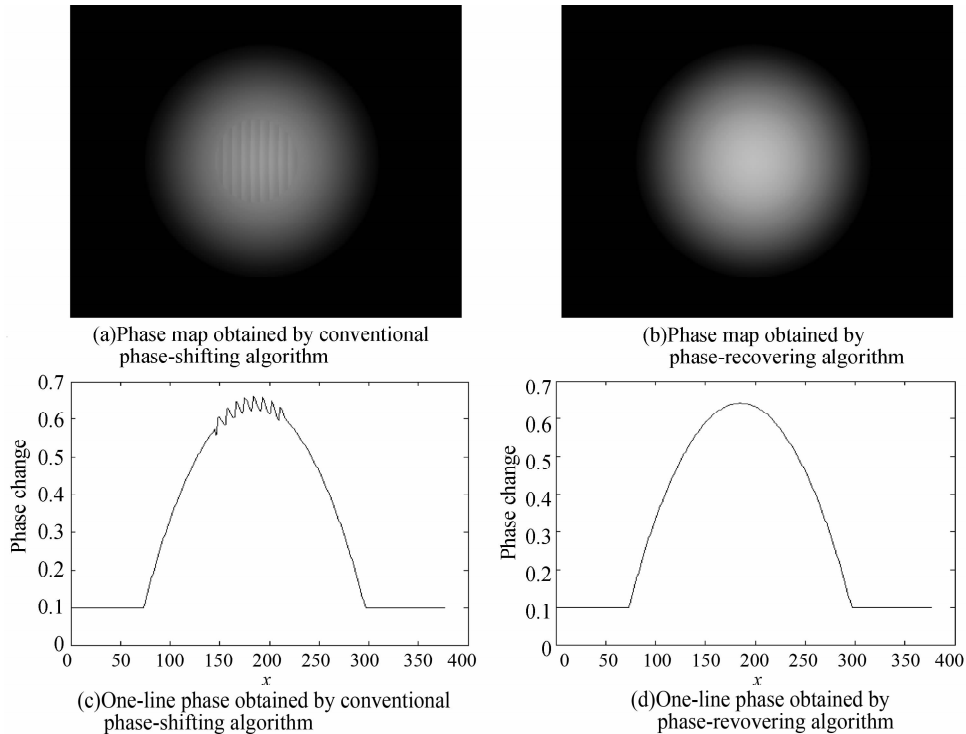 (a)Phase map obtained by conventional
phase-shifting algorithm
(b)Phase map obtained by
phase-recovering algorithm
0.7
0.6
0.5
0.4
0.3
0.2
0.1
0
Phase change
0 50 100 150 200 250 300 350 400
x
(c)One-line phase obtained by conventional
phase-shifting algorithm
0.7
0.6
0.5
0.4
0.3
0.2
0.1
0
Phase change
0 50 100 150 200 250 300 350 400
x
(d)One-line phase obtained by
phase-revovering algorithm